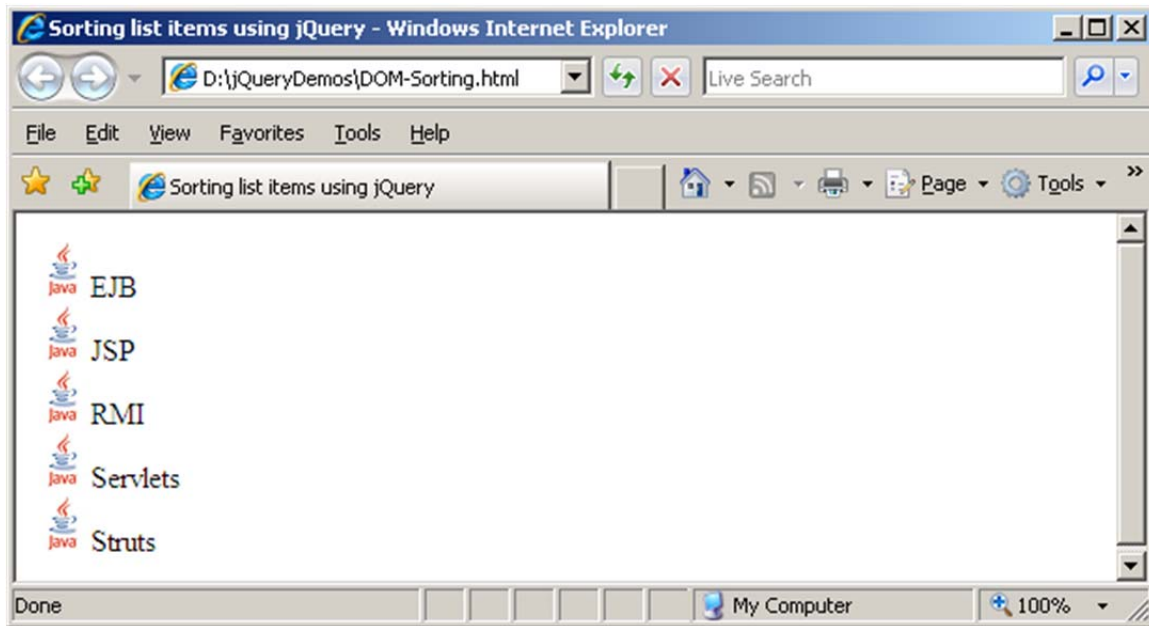 Sorting list items using jQuery - Windows Internet Explorer
D:\jQueryDemos\DOM-Sorting.html
Live Search
File Edit View Favorites Tools Help
Sorting list items using jQuery
Page Tools »
Java EJB
Java JSP
Java RMI
Java Servlets
Java Struts
Done My Computer 100%